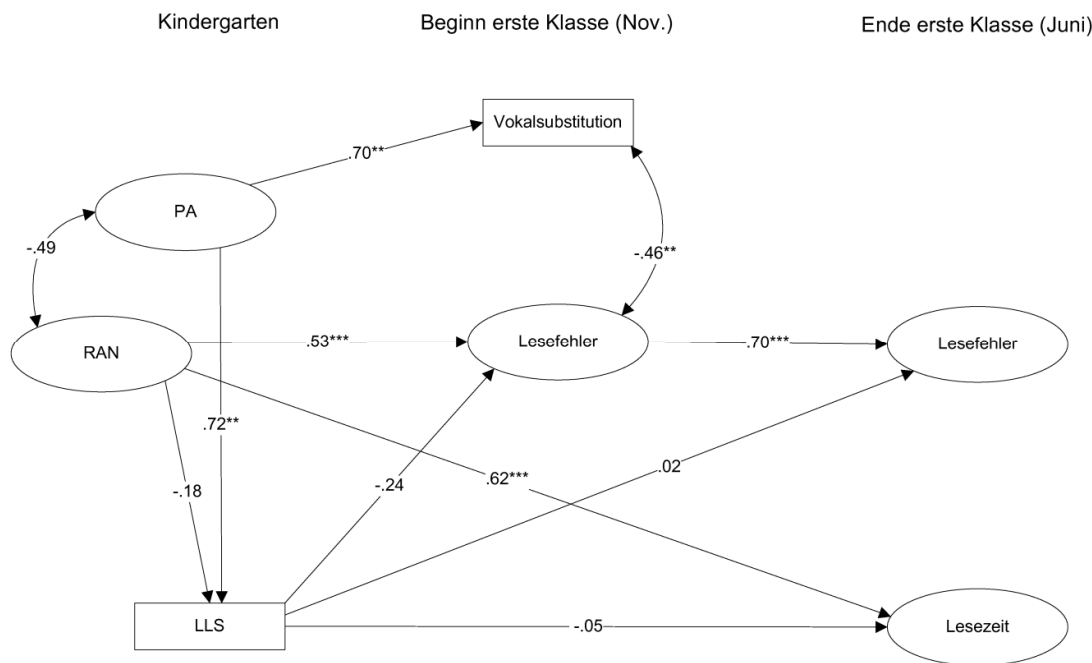 Kindergarten
Beginn erste Klasse (Nov.)
Ende erste Klasse (Juni)
Vokalsubstitution
.70**
PA
-.49
-.46**
RAN
.53***
Lesefehler
.70***
Lesefehler
.72**
.02
-.18
-.24
.62***
LLS
-.05
Lesezeit